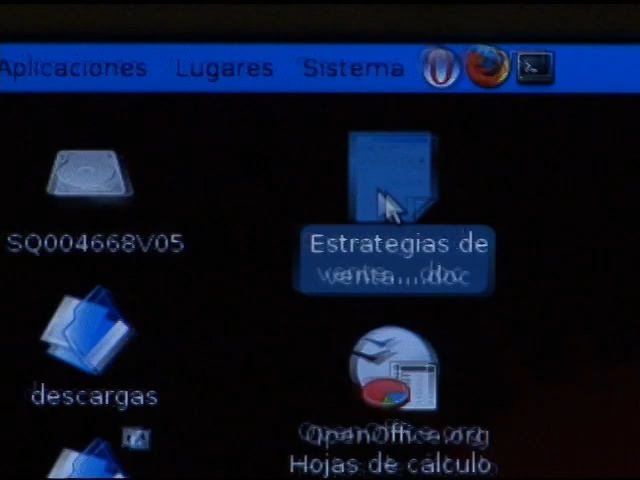 Aplicaciones Lugares Sistema
SQ004668V05
Estrategias de
venta....doc
descargas
OpenOffice.org
Hojas de cálculo